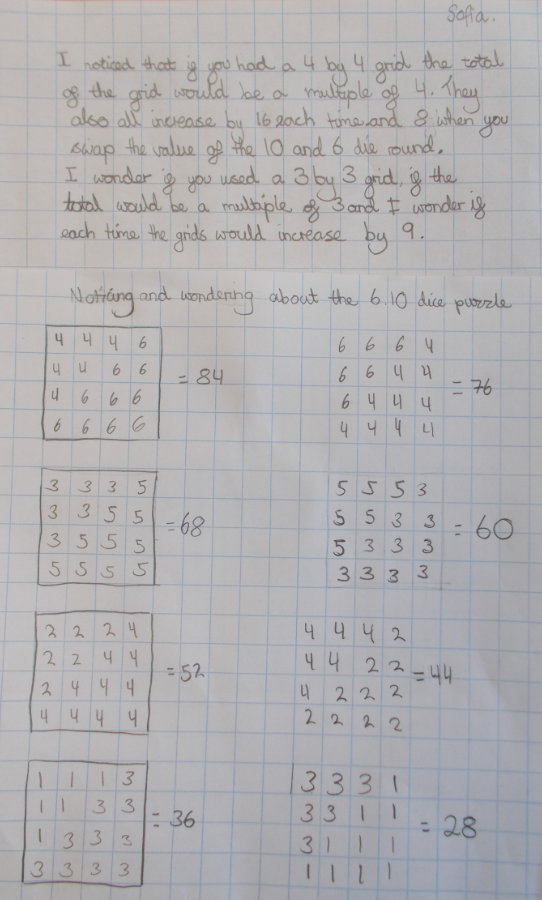 Sofia.
I noticed that if you had a 4 by 4 grid the total
of the grid would be a multiple of 4. They
also all increase by 16 each time and 8 when you
swap the value of the 10 and 6 die round.
I wonder if you used a 3 by 3 grid, if the
total would be a multiple of 3 and I wonder if
each time the grids would increase by 9.
Noticing and wondering about the 6.10 dice puzzle
4 4 4 6
4 4 6 6
4 6 6 6
6 6 6 6
= 84
6 6 6 4
6 6 4 4
6 4 4 4
4 4 4 4
= 76
3 3 3 5
3 3 5 5
3 5 5 5
5 5 5 5
= 68
5 5 5 3
5 5 3 3
5 3 3 3
3 3 3 3
= 60
2 2 2 4
2 2 4 4
2 4 4 4
4 4 4 4
= 52
4 4 4 2
4 4 2 2
4 2 2 2
2 2 2 2
= 44
1 1 1 3
1 1 3 3
1 3 3 3
3 3 3 3
= 36
3 3 3 1
3 3 1 1
3 1 1 1
1 1 1 1
= 28